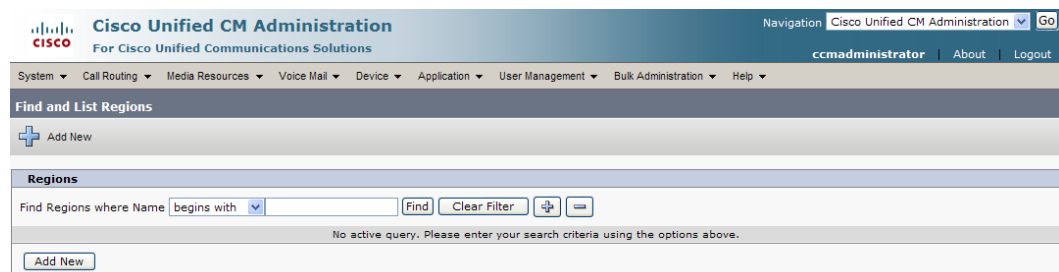 cisco
Cisco Unified CM Administration
For Cisco Unified Communications Solutions
Navigation Cisco Unified CM Administration Go
ccmadministrator | About | Logout
System Call Routing Media Resources Voice Mail Device Application User Management Bulk Administration Help
Find and List Regions
Add New
Regions
Find Regions where Name begins with Find Clear Filter
No active query. Please enter your search criteria using the options above.
Add New